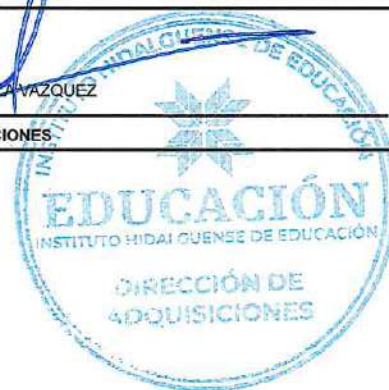 VAZQUEZ
CIONES
INSTITUTO HIDALGUENSE DE EDUCACIÓN
EDUCACIÓN
INSTITUTO HIDALGUENSE DE EDUCACIÓN
DIRECCIÓN DE
ADQUISICIONES